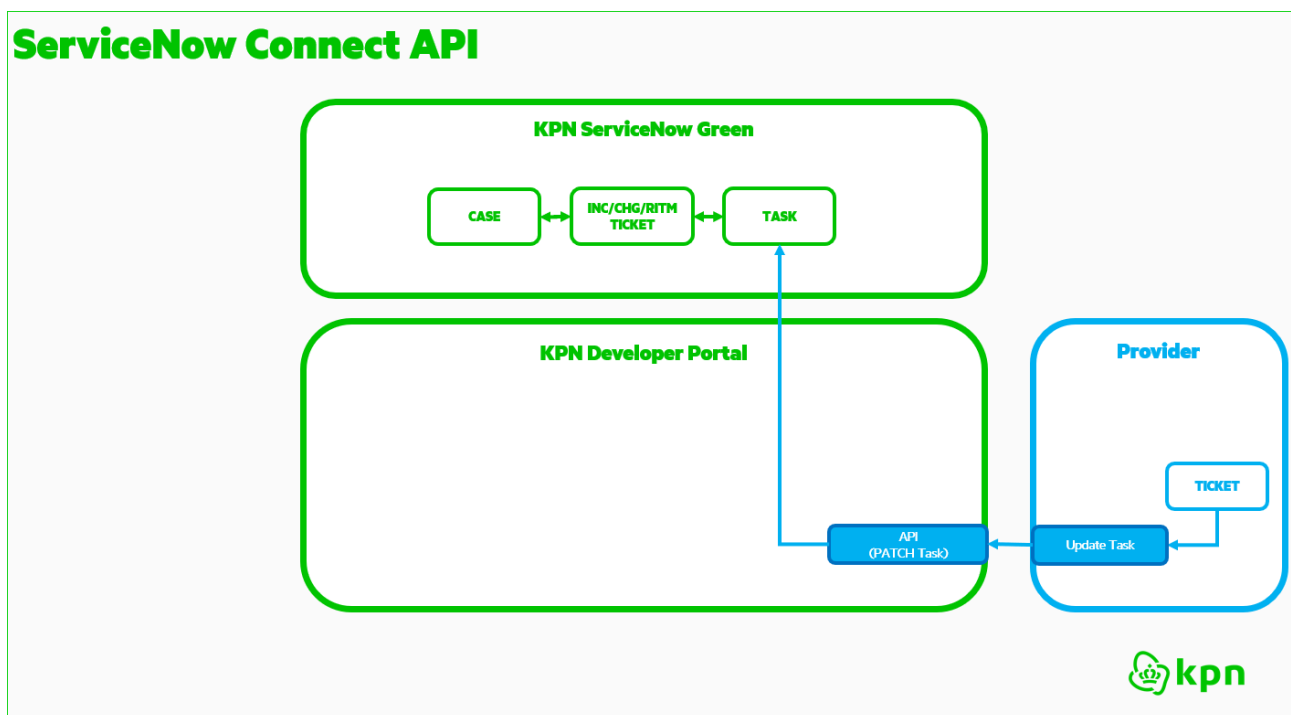 ServiceNow Connect API
KPN ServiceNow Green
CASE
INC/CHG/RITM
TICKET
TASK
KPN Developer Portal
Provider
TICKET
API
(PATCH Task)
Update Task
kpn